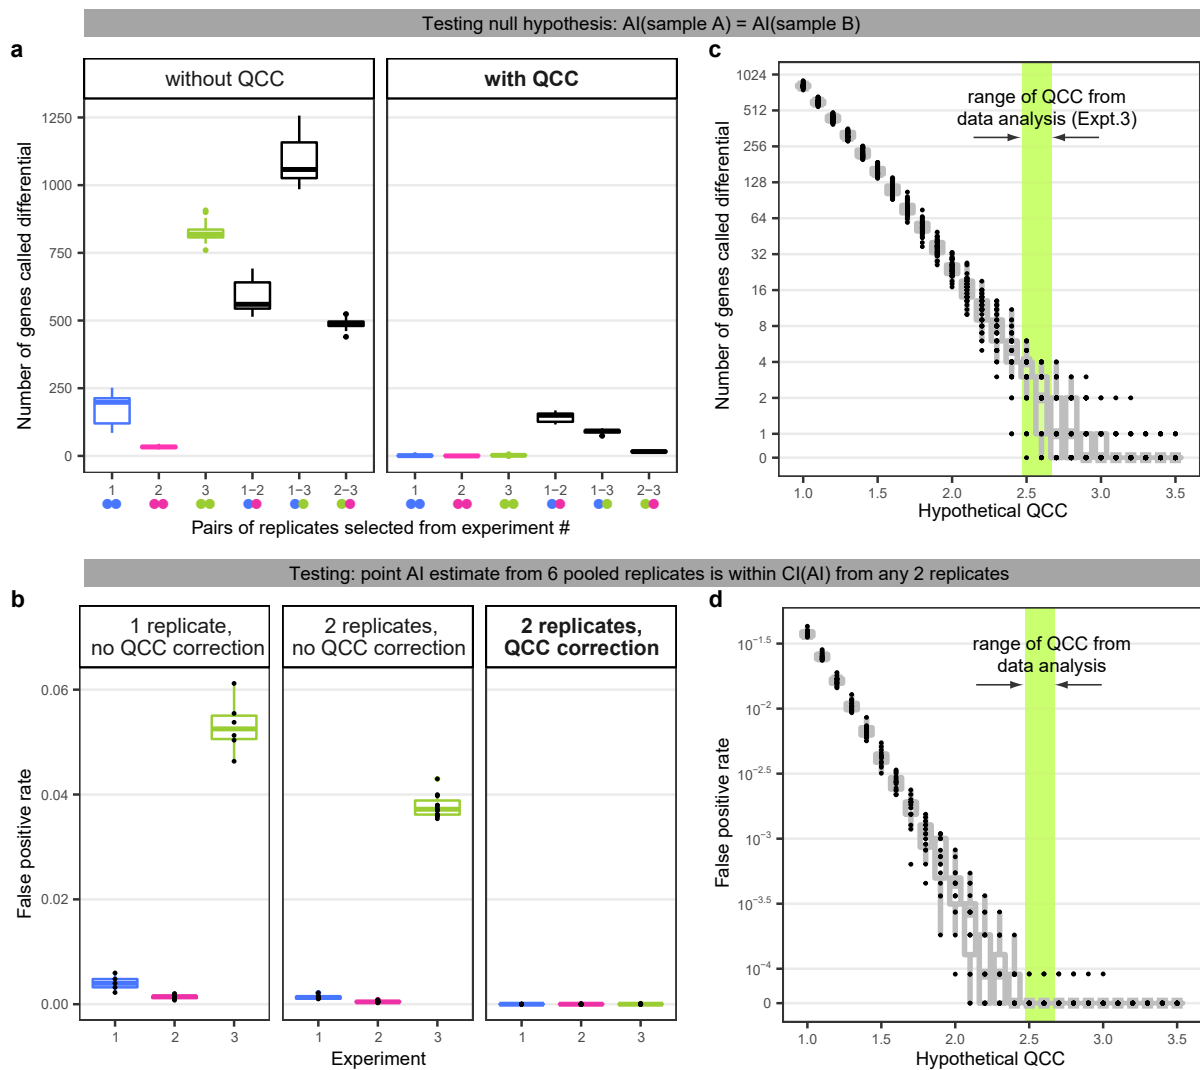 Testing null hypothesis: AI(sample A) = AI(sample B)
a
without QCC
with QCC
Number of genes called differential
1250
1000
750
500
250
0
1
2
3
1−2
1−3
2−3
1
2
3
1−2
1−3
2−3
Pairs of replicates selected from experiment #
c
range of QCC from
data analysis (Expt.3)
Number of genes called differential
1024
512
256
128
64
32
16
8
4
2
1
0
1.0
1.5
2.0
2.5
3.0
3.5
Hypothetical QCC
Testing: point AI estimate from 6 pooled replicates is within CI(AI) from any 2 replicates
b
1 replicate,
no QCC correction
2 replicates,
no QCC correction
2 replicates,
QCC correction
False positive rate
0.06
0.04
0.02
0.00
1
2
3
1
2
3
1
2
3
Experiment
d
range of QCC from
data analysis
False positive rate
10^−1.5
10^−2
10^−2.5
10^−3
10^−3.5
10^−4
0
1.0
1.5
2.0
2.5
3.0
3.5
Hypothetical QCC